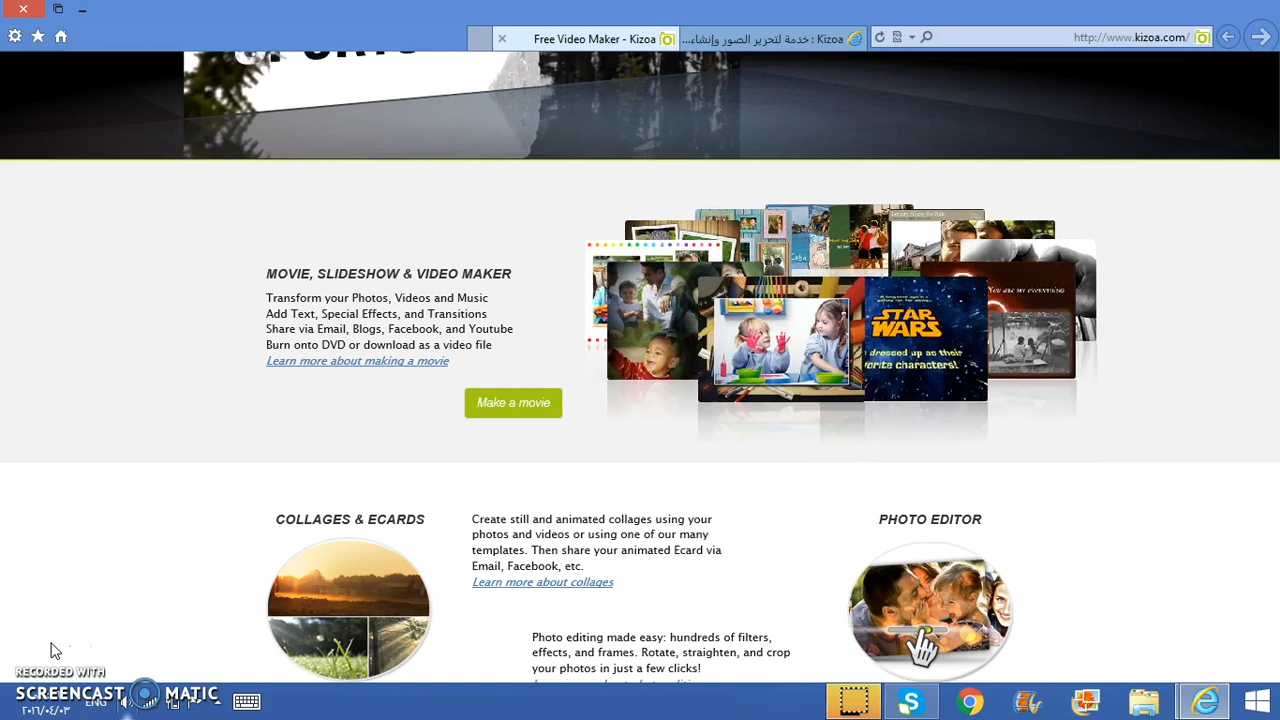 Free Video Maker - Kizoa
Kizoa : خدمة لتحرير الصور وإنشاء...
http://www.kizoa.com/
MOVIE, SLIDESHOW & VIDEO MAKER
Transform your Photos, Videos and Music
Add Text, Special Effects, and Transitions
Share via Email, Blogs, Facebook, and Youtube
Burn onto DVD or download as a video file
Learn more about making a movie
Make a movie
STAR
WARS
dressed up as their
favorite characters!
You are my everything
COLLAGES & ECARDS
Create still and animated collages using your
photos and videos or using one of our many
templates. Then share your animated Ecard via
Email, Facebook, etc.
Learn more about collages
PHOTO EDITOR
Photo editing made easy: hundreds of filters,
effects, and frames. Rotate, straighten, and crop
your photos in just a few clicks!
RECORDED WITH
SCREENCAST MATIC
ENG
٢٠١٦/٠٤/٠٣